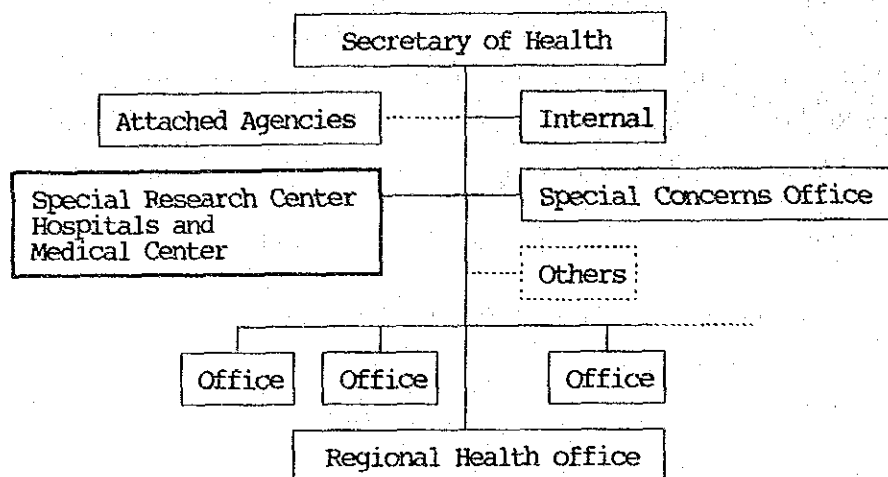 Secretary of Health
Attached Agencies
Internal
Special Research Center
Hospitals and
Medical Center
Special Concerns Office
Others
Office
Office
Office
Regional Health office